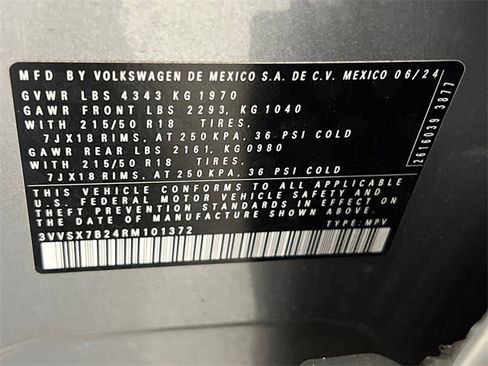 MFD BY VOLKSWAGEN DE MEXICO S.A. DE C.V. MEXICO 06/24
GVWR LBS 4343 KG 1970
GAWR FRONT LBS 2293, KG 1040
WITH 215/50 R18 TIRES,
7JX18 RIMS, AT 250 KPA, 36 PSI COLD
GAWR REAR LBS 2161, KG 0980
WITH 215/50 R18 TIRES,
7JX18 RIMS, AT 250 KPA, 36 PSI COLD
THIS VEHICLE CONFORMS TO ALL APPLICABLE
U.S. FEDERAL MOTOR VEHICLE SAFETY AND
THEFT PREVENTION STANDARDS IN EFFECT ON
THE DATE OF MANUFACTURE SHOWN ABOVE
3VVSX7B24RM101372 TYPE: MPV
2616039 3877